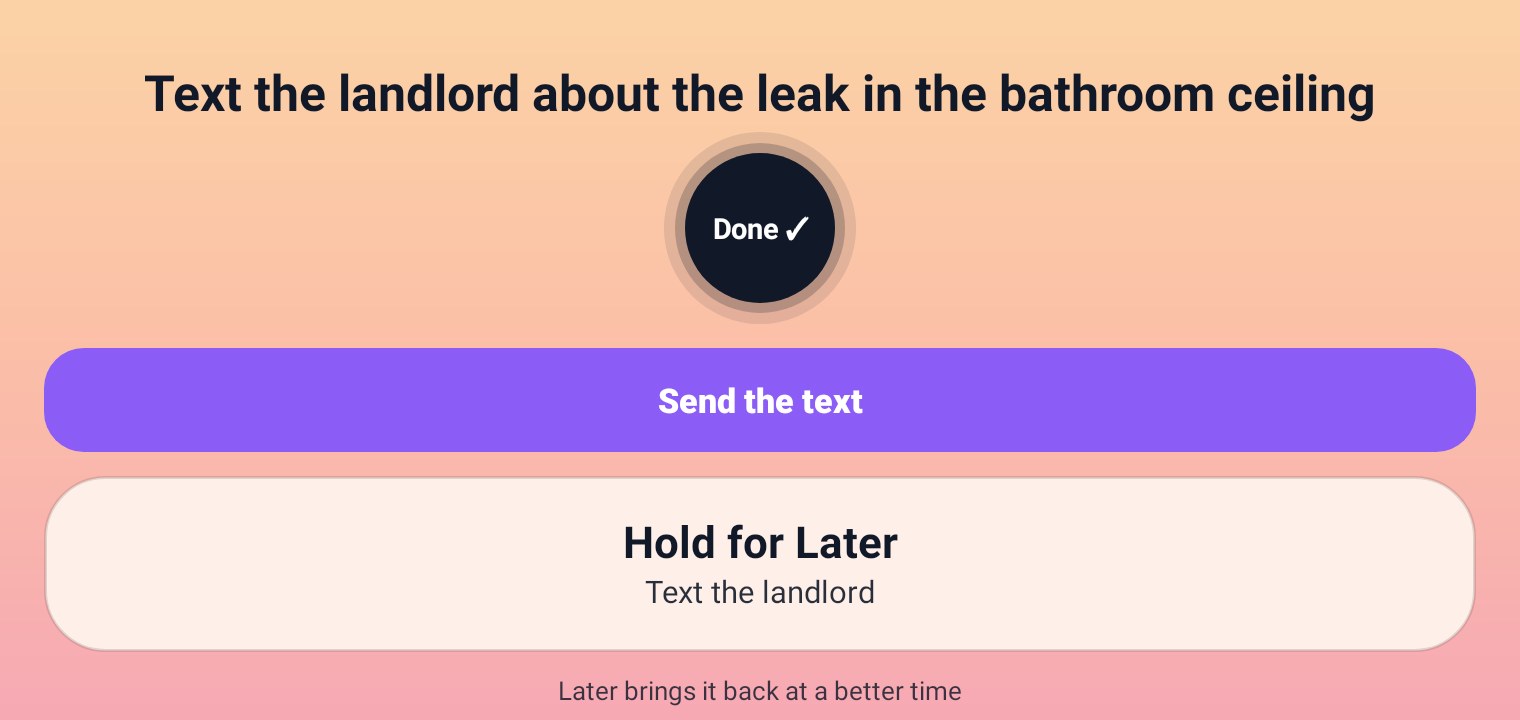 Text the landlord about the leak in the bathroom ceiling
Done ✓
Send the text
Hold for Later
Text the landlord
Later brings it back at a better time